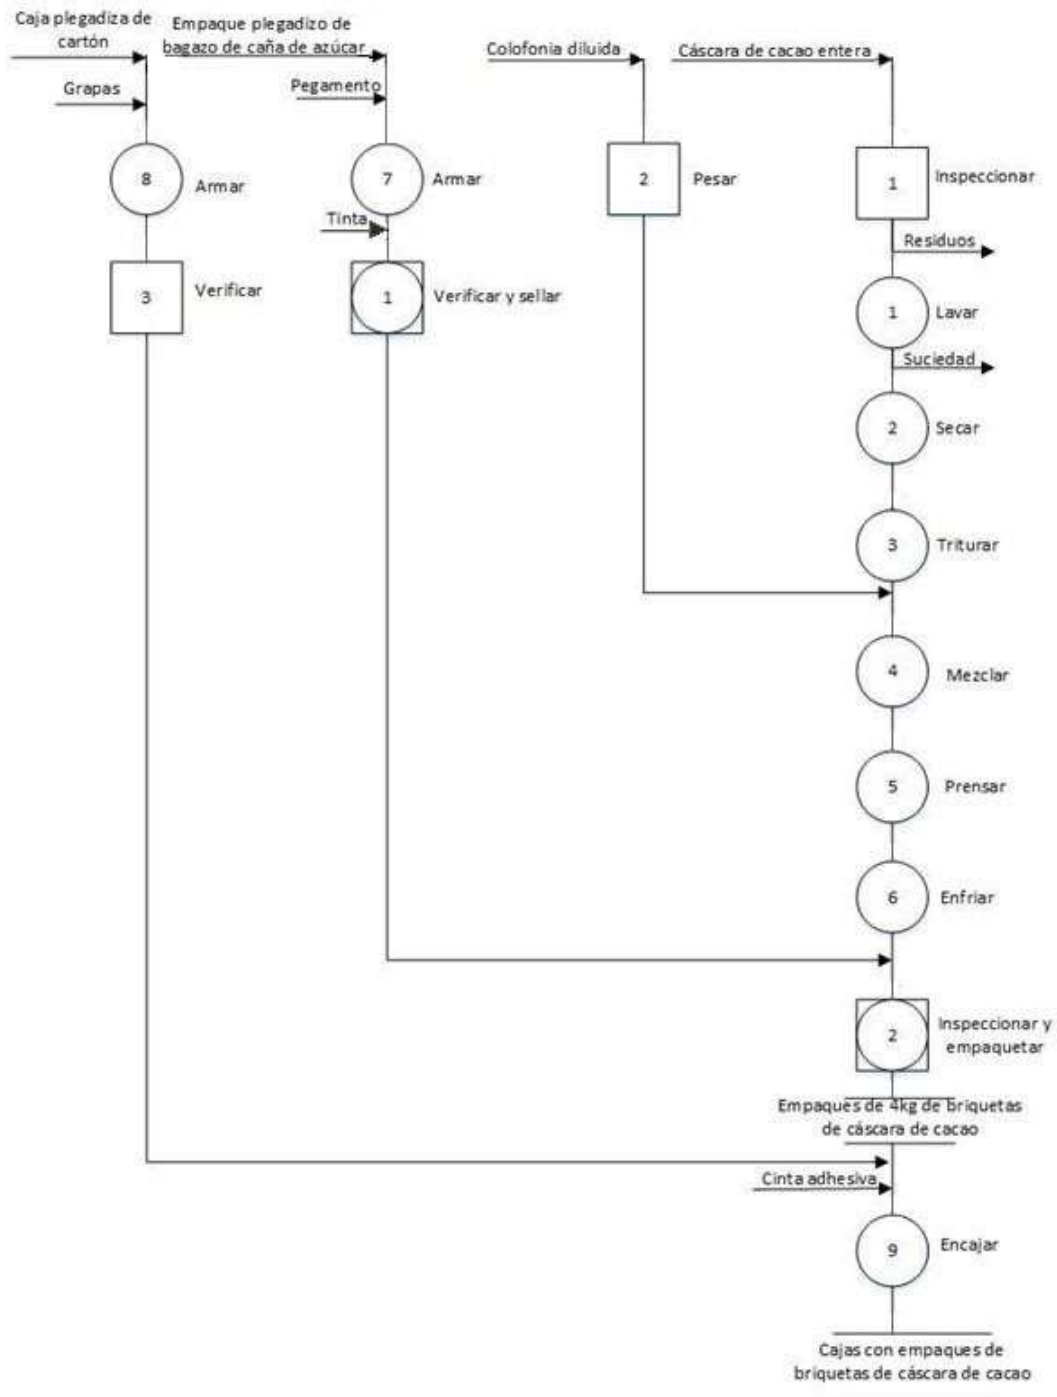 Caja plegadiza de
cartón
Grapas
8
Armar
3
Verificar
Empaque plegadizo de
bagazo de caña de azúcar
Pegamento
7
Armar
Tinta
1
Verificar y sellar
Colofonia diluida
2
Pesar
Cáscara de cacao entera
1
Inspeccionar
Residuos
1
Lavar
Suciedad
2
Secar
3
Triturar
4
Mezclar
5
Prensar
6
Enfriar
2
Inspeccionar y
empaquetar
Empaques de 4kg de briquetas
de cáscara de cacao
Cinta adhesiva
9
Encajar
Cajas con empaques de
briquetas de cáscara de cacao